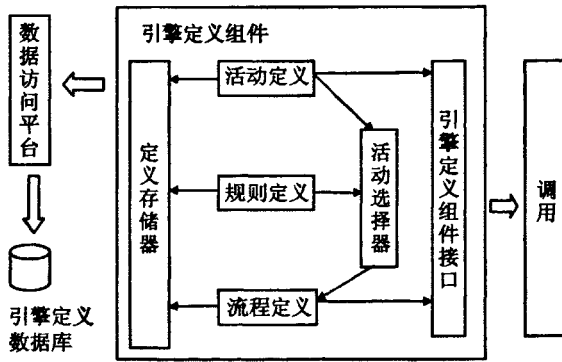 数据访问平台
引擎定义
数据库
引擎定义组件
定义存储器
活动定义
规则定义
流程定义
活动选择器
引擎定义组件接口
调用